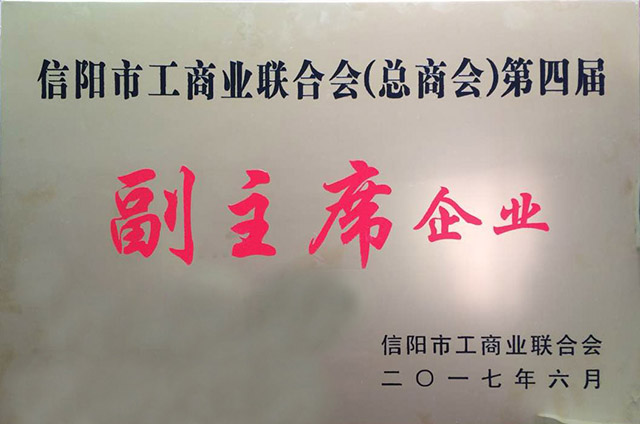 信阳市工商业联合会(总商会)第四届
副主席企业
信阳市工商业联合会
二〇一七年六月